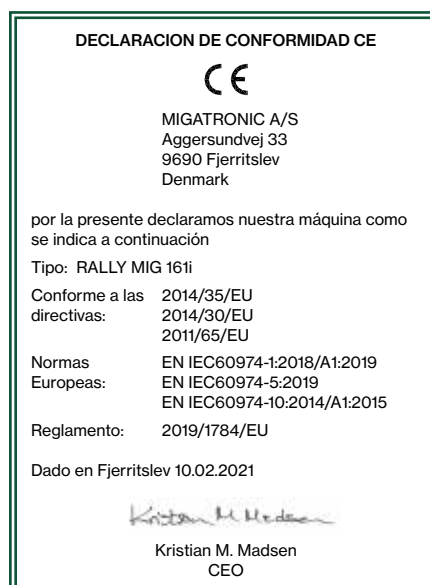 DECLARACION DE CONFORMIDAD CE
CE
MIGATRONIC A/S
Aggersundvej 33
9690 Fjerritslev
Denmark
por la presente declaramos nuestra máquina como
se indica a continuación
Tipo: RALLY MIG 161i
Conforme a las 2014/35/EU
directivas: 2014/30/EU
2011/65/EU
Normas EN IEC60974-1:2018/A1:2019
Europeas: EN IEC60974-5:2019
EN IEC60974-10:2014/A1:2015
Reglamento: 2019/1784/EU
Dado en Fjerritslev 10.02.2021
Kristian M Madsen
Kristian M. Madsen
CEO